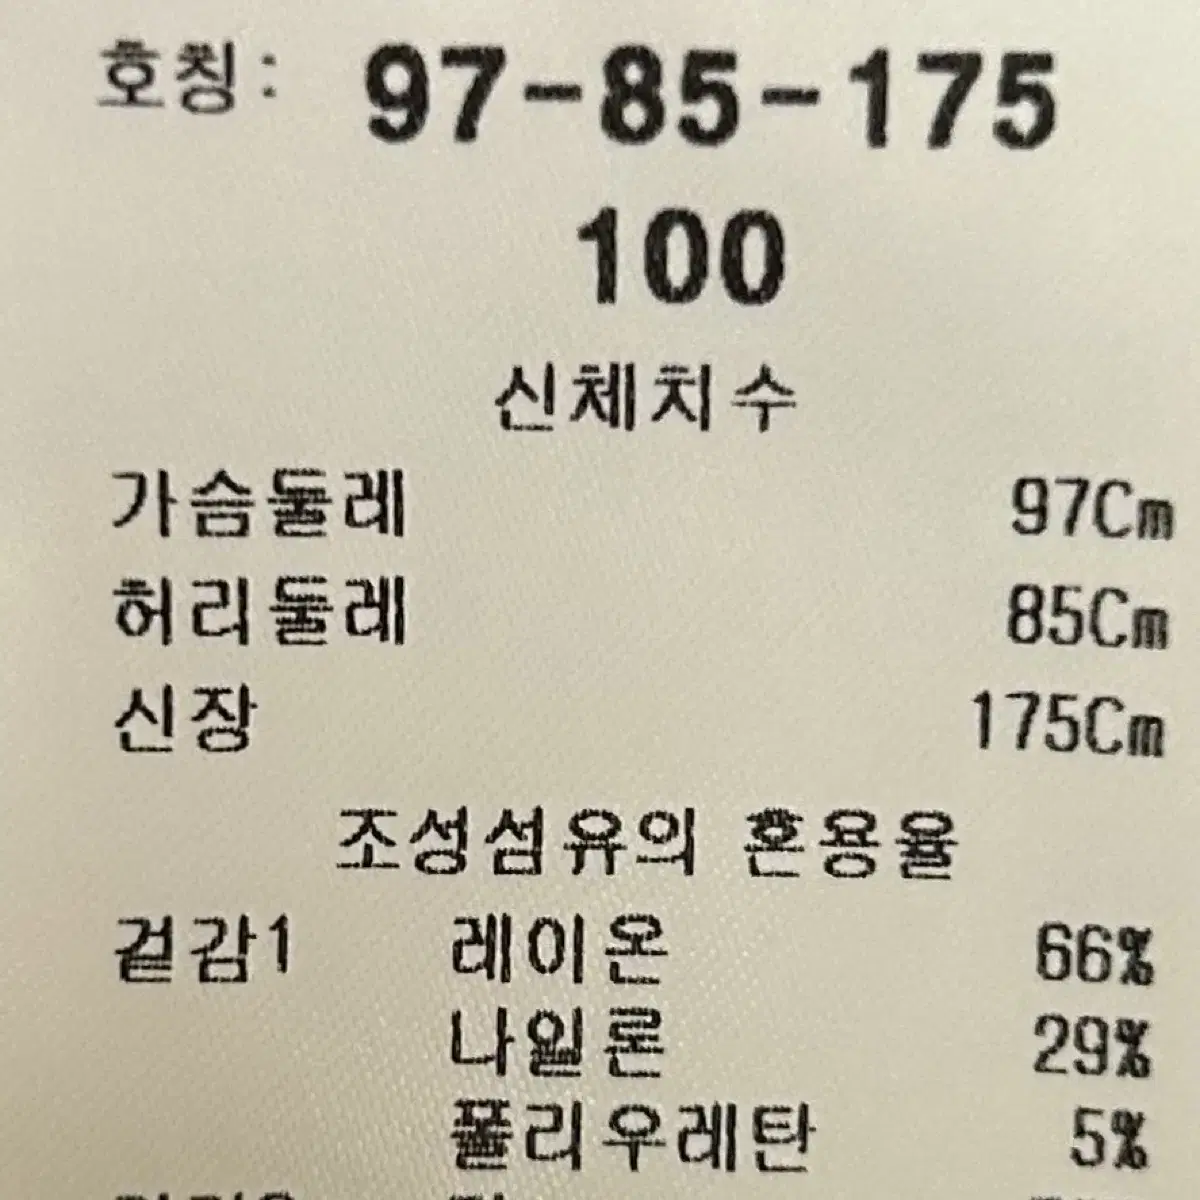 호칭: 97-85-175
100
신체치수
가슴둘레 97Cm
허리둘레 85Cm
신장 175Cm
조성섬유의 혼용율
겉감1 레이온 66%
나일론 29%
폴리우레탄 5%